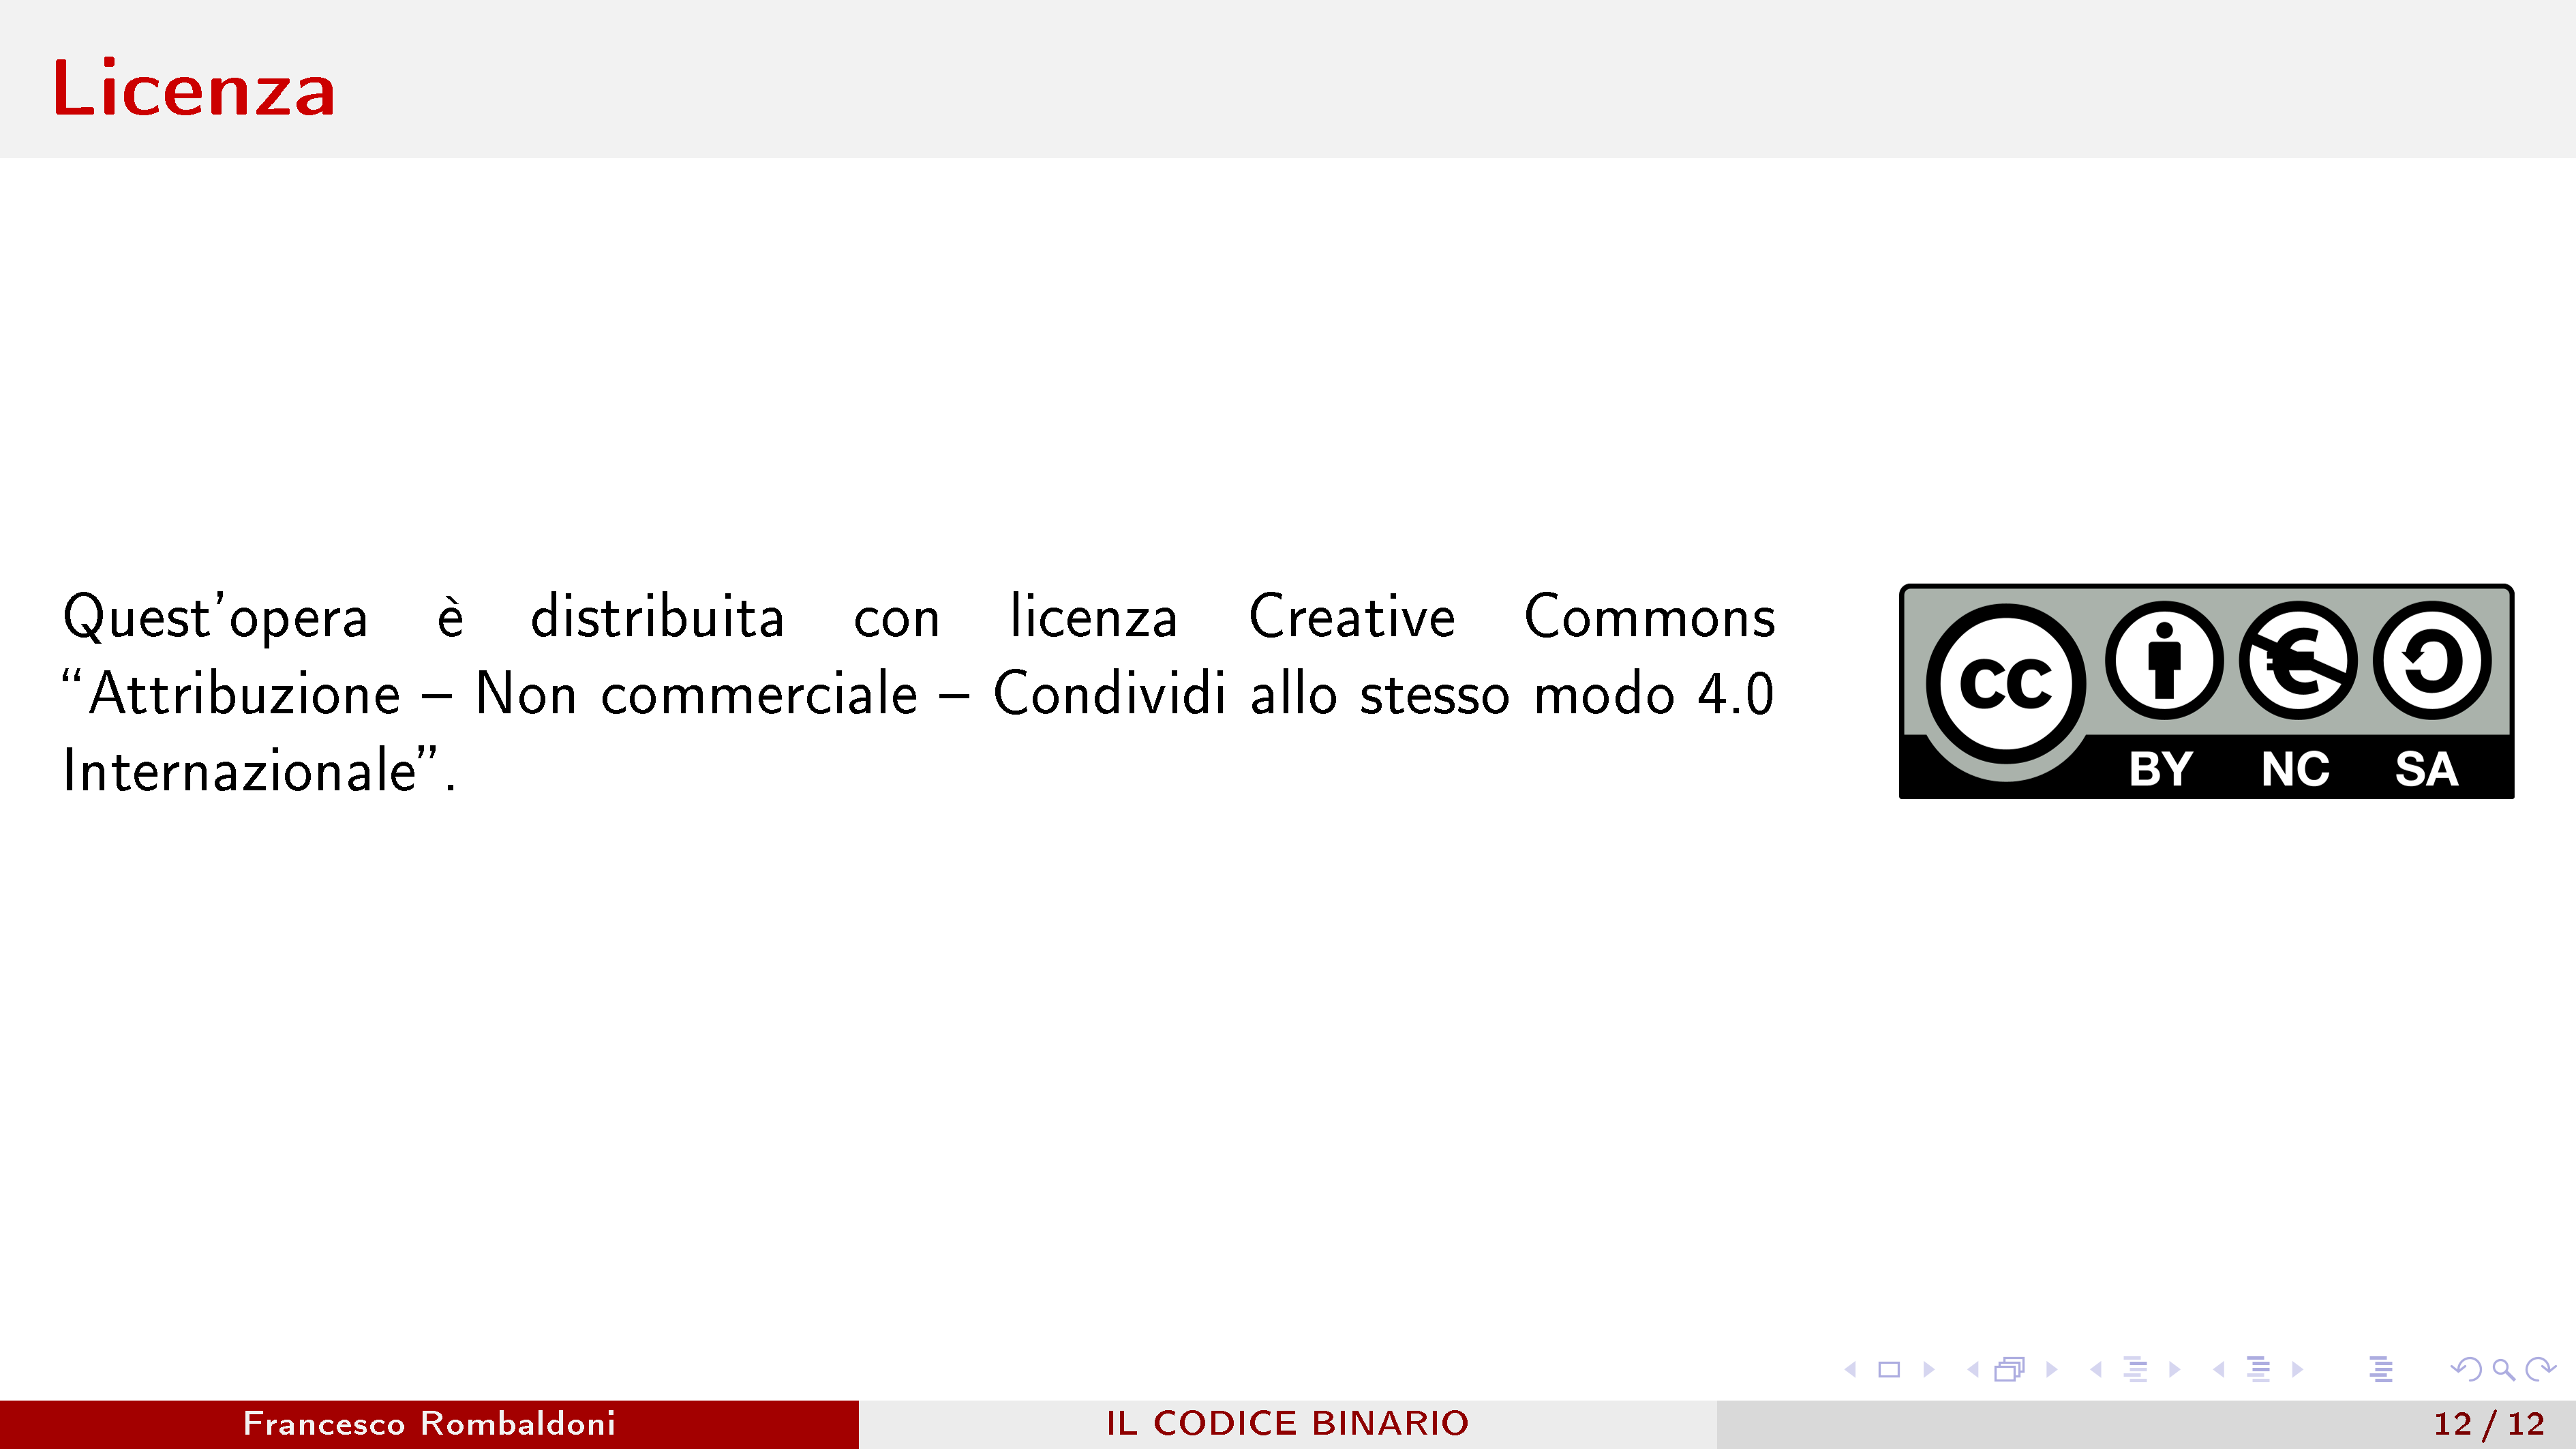 Licenza
Quest'opera è distribuita con licenza Creative Commons
“Attribuzione – Non commerciale – Condividi allo stesso modo 4.0
Internazionale”.
cc
BY NC SA
Francesco Rombaldoni IL CODICE BINARIO 12 / 12